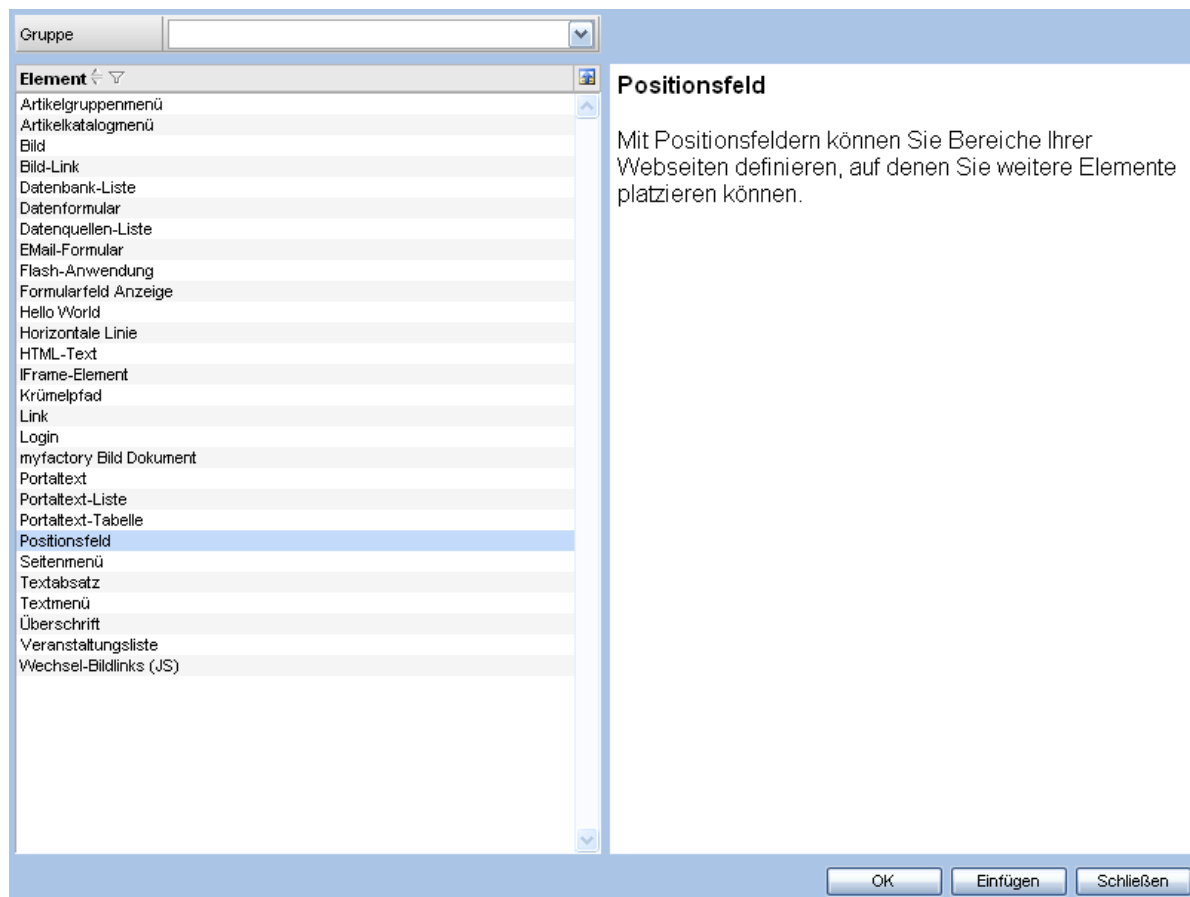 Gruppe
Element
Artikelgruppenmenü
Artikelkatalogmenü
Bild
Bild-Link
Datenbank-Liste
Datenformular
Datenquellen-Liste
EMail-Formular
Flash-Anwendung
Formularfeld Anzeige
Hello World
Horizontale Linie
HTML-Text
IFrame-Element
Krümelpfad
Link
Login
myfactory Bild Dokument
Portaltext
Portaltext-Liste
Portaltext-Tabelle
Positionsfeld
Seitenmenü
Textabsatz
Textmenü
Überschrift
Veranstaltungsliste
Wechsel-Bildlinks (JS)
Positionsfeld
Mit Positionsfeldern können Sie Bereiche Ihrer
Webseiten definieren, auf denen Sie weitere Elemente
platzieren können.
OK
Einfügen
Schließen